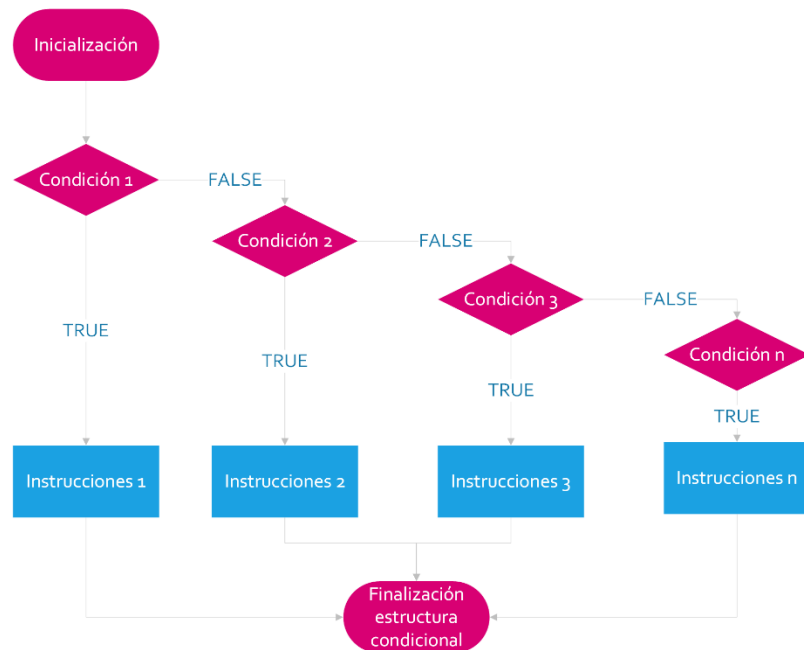 Inicialización
Condición 1
FALSE
Condición 2
FALSE
Condición 3
FALSE
Condición n
TRUE
TRUE
TRUE
TRUE
Instrucciones 1
Instrucciones 2
Instrucciones 3
Instrucciones n
Finalización
estructura
condicional